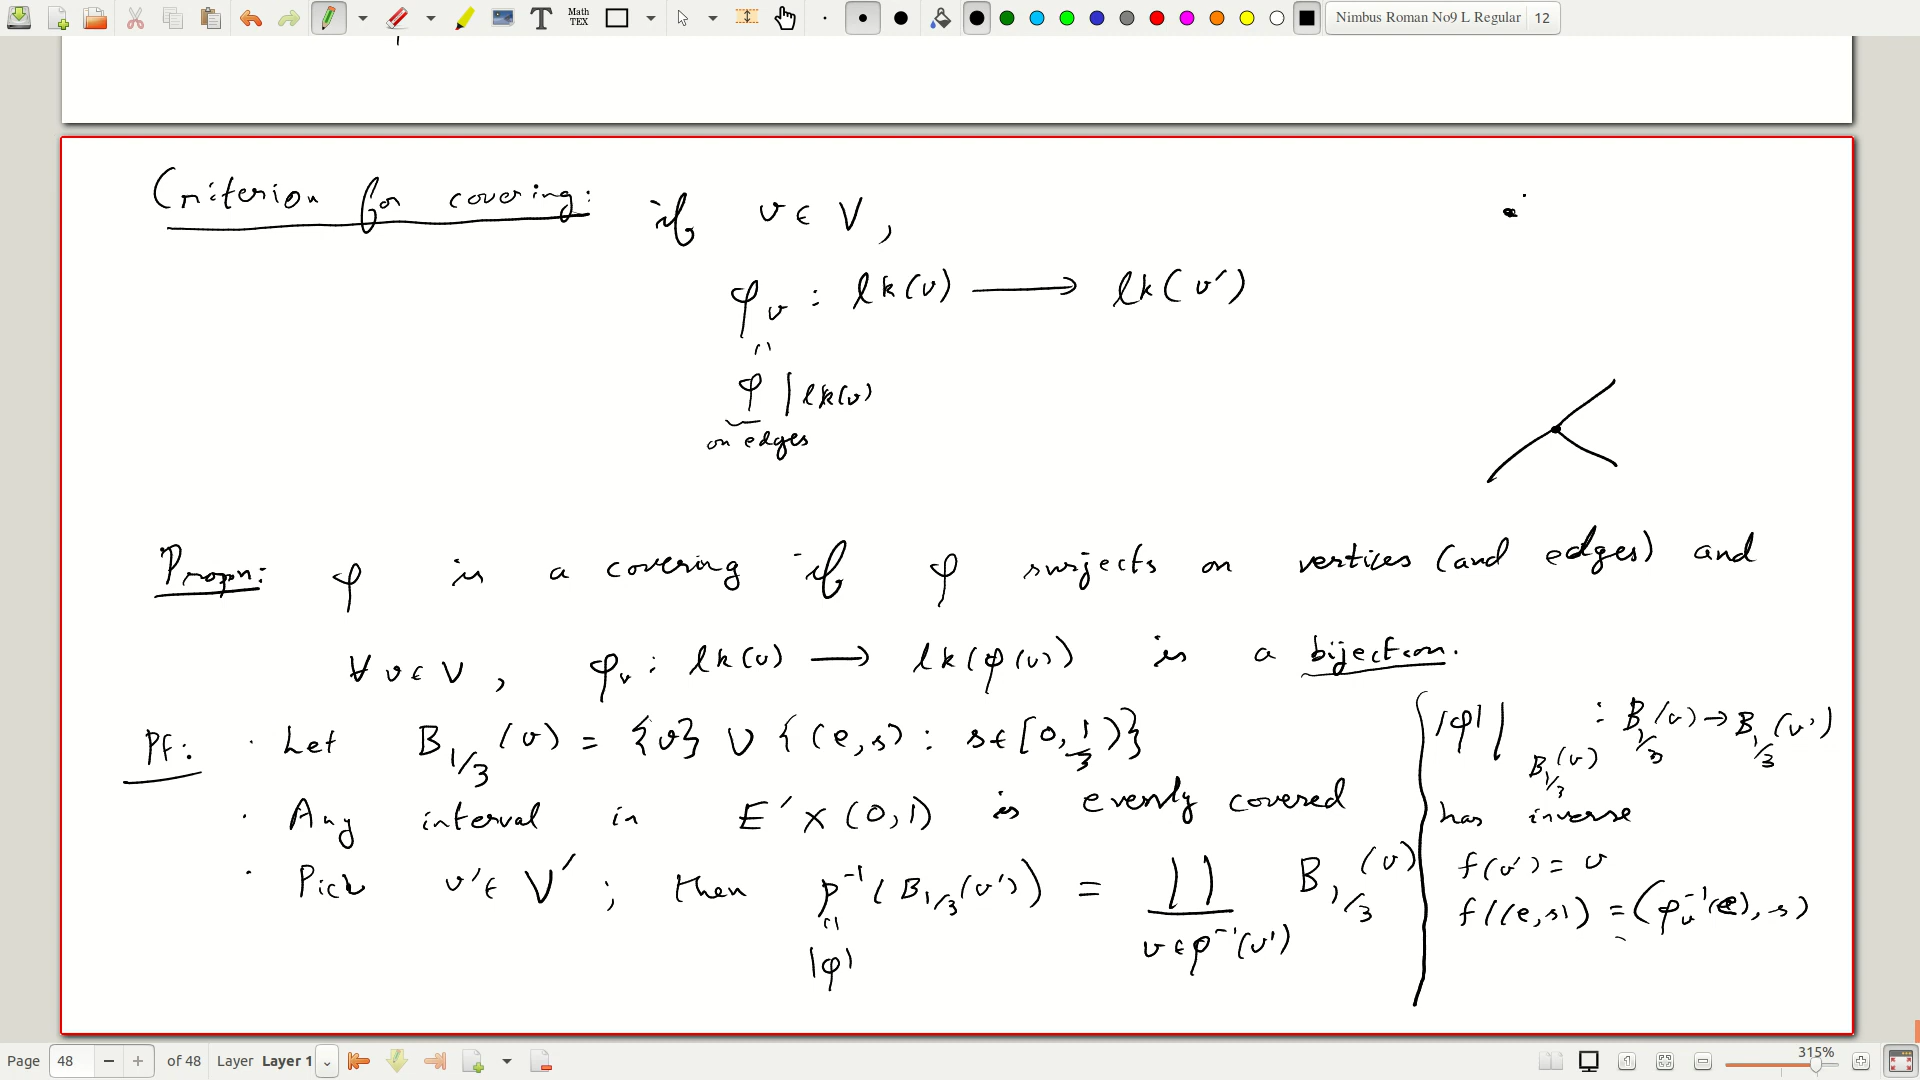 Math
TEX
Nimbus Roman No9 L Regular 12
Criterion for covering: if v ∈ V,
φ_v : lk(v) ⟶ lk(v')
"
φ | lk(v)
on edges
Propn: φ is a covering if φ surjects on vertices (and edges) and
∀ v ∈ V, φ_v : lk(v) ⟶ lk(φ(v)) is a bijection.
Pf: · Let B_{1/3}(v) = {v} ∪ {(e,s) : s ∈ [0, 1/3)}
· Any interval in E' × (0,1) is evenly covered
· Pick v' ∈ V' ; then p^{-1}(B_{1/3}(v')) = ∐_{v ∈ φ^{-1}(v')} B_{1/3}(v)
"
|φ|
|φ| |_{B_{1/3}(v)} : B_{1/3}(v) → B_{1/3}(v')
has inverse
f(v') = v
f((e,s)) = (φ_v^{-1}(e), s)
Page 48 of 48 Layer Layer 1 315%